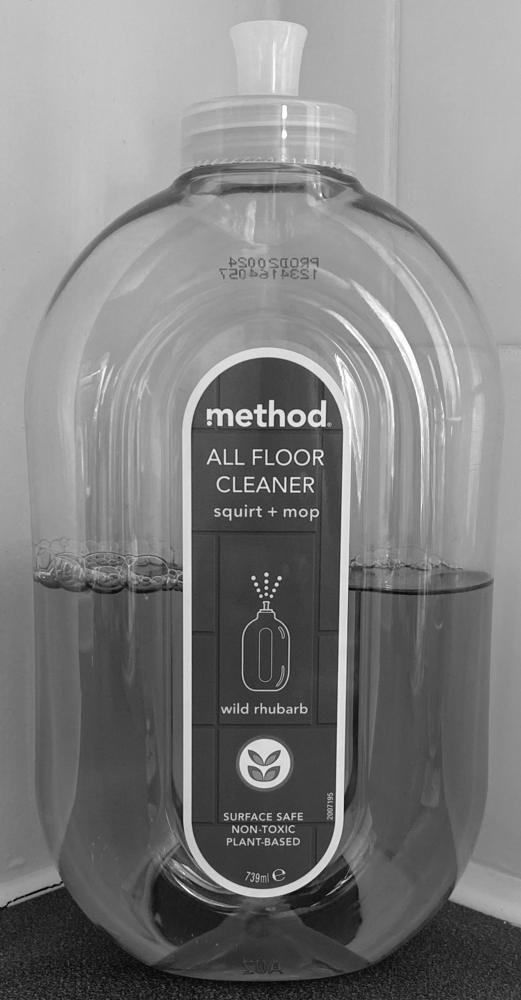 PROD20024
1234164057
method®
ALL FLOOR
CLEANER
squirt + mop
wild rhubarb
2007195
SURFACE SAFE
NON-TOXIC
PLANT-BASED
739ml e
A02